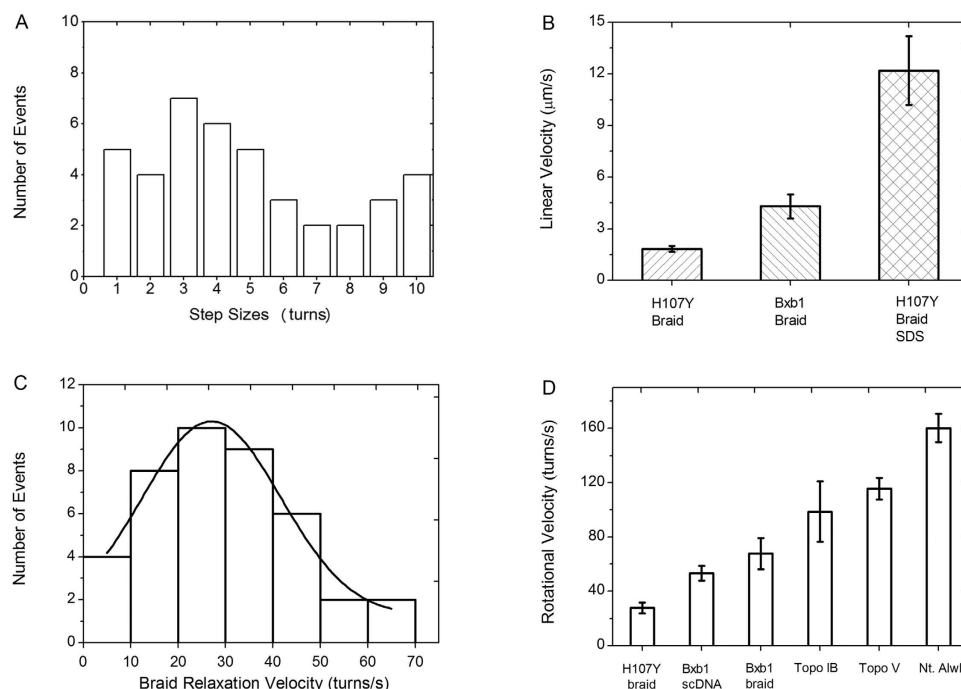 A
10
8
6
4
2
0
Number of Events
0 1 2 3 4 5 6 7 8 9 10
Step Sizes (turns)
B
15
12
9
6
3
0
Linear Velocity (μm/s)
H107Y
Braid
Bxb1
Braid
H107Y
Braid
SDS
C
12
10
8
6
4
2
0
Number of Events
0 10 20 30 40 50 60 70
Braid Relaxation Velocity (turns/s)
D
160
120
80
40
0
Rotational Velocity (turns/s)
H107Y
braid
Bxb1
scDNA
Bxb1
braid
Topo IB
Topo V
Nt. AlwI